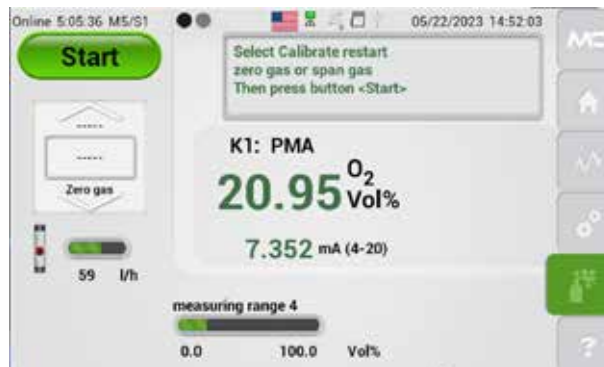 Online 5:05:36 M5/S1
05/22/2023 14:52:03
Start
Select Calibrate restart
zero gas or span gas
Then press button <Start>
MC
-----
-----
Zero gas
K1: PMA
20.95 O2 Vol%
7.352 mA (4-20)
59 l/h
measuring range 4
0.0 100.0 Vol%
?